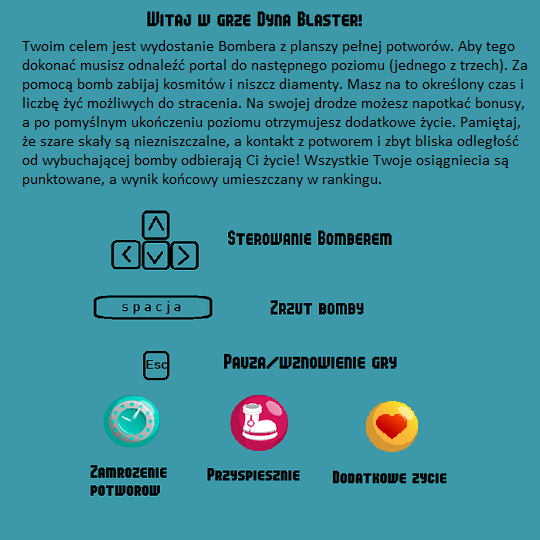 Witaj w grze Dyna Blaster!
Twoim celem jest wydostanie Bombera z planszy pełnej potworów. Aby tego
dokonać musisz odnaleźć portal do następnego poziomu (jednego z trzech). Za
pomocą bomb zabijaj kosmitów i niszcz diamenty. Masz na to określony czas i
liczbę żyć możliwych do stracenia. Na swojej drodze możesz napotkać bonusy,
a po pomyślnym ukończeniu poziomu otrzymujesz dodatkowe życie. Pamiętaj,
że szare skały są niezniszczalne, a kontakt z potworem i zbyt bliska odległość
od wybuchającej bomby odbierają Ci życie! Wszystkie Twoje osiągniecia są
punktowane, a wynik końcowy umieszczany w rankingu.
Sterowanie Bomberem
spacja
Zrzut bomby
Esc
Pauza/wznowienie gry
Zamrozenie
potworow
Przyspiesznie
Dodatkowe zycie